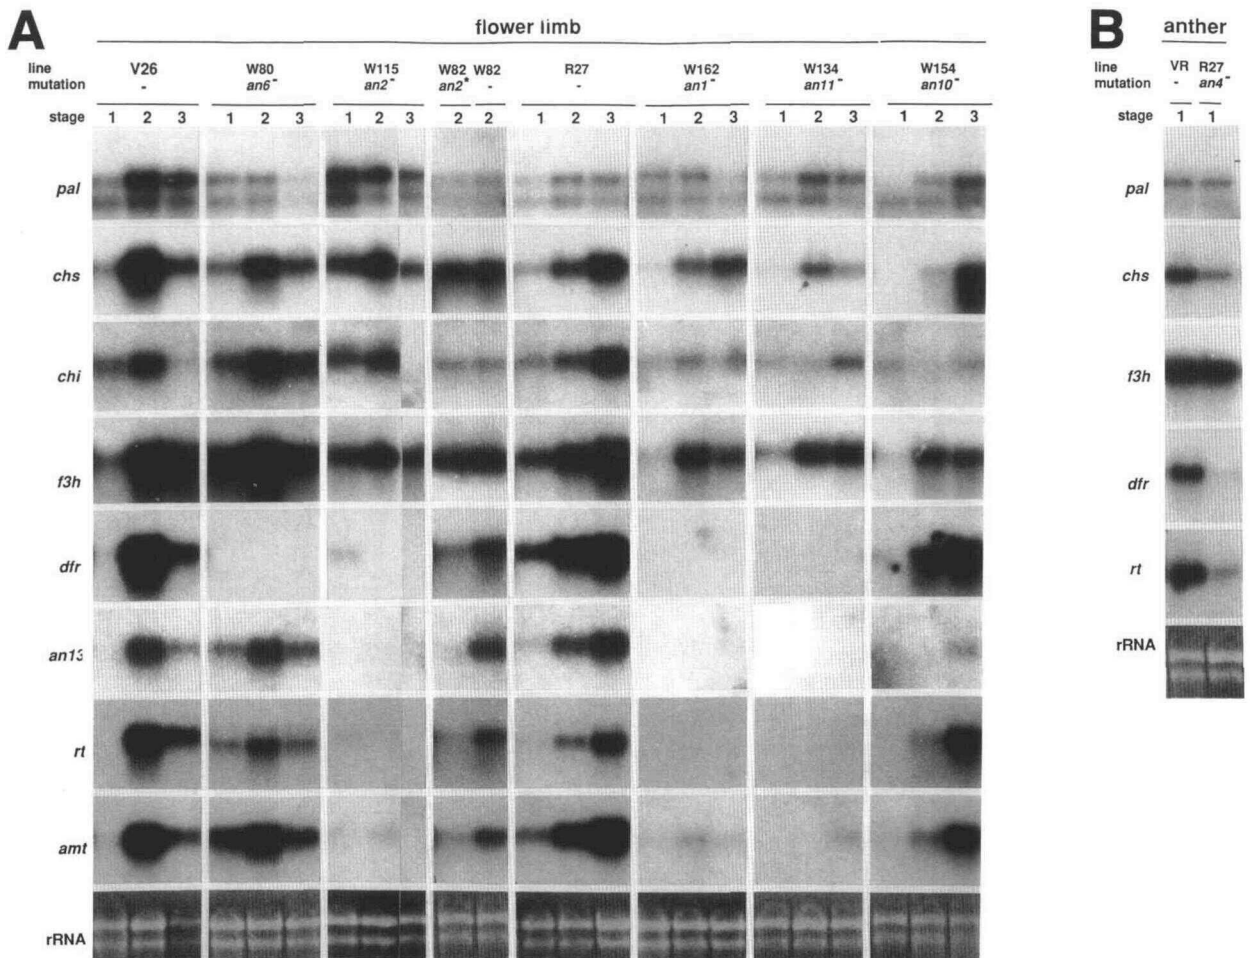 A
flower limb
line V26 W80 W115 W82 W82 R27 W162 W134 W154
mutation - an6⁻ an2⁻ an2* - - an1⁻ an11⁻ an10⁻
stage 1 2 3 1 2 3 1 2 3 2 2 1 2 3 1 2 3 1 2 3 1 2 3
pal
chs
chi
f3h
dfr
an13
rt
amt
rRNA
B
anther
line VR R27
mutation - an4⁻
stage 1 1
pal
chs
f3h
dfr
rt
rRNA